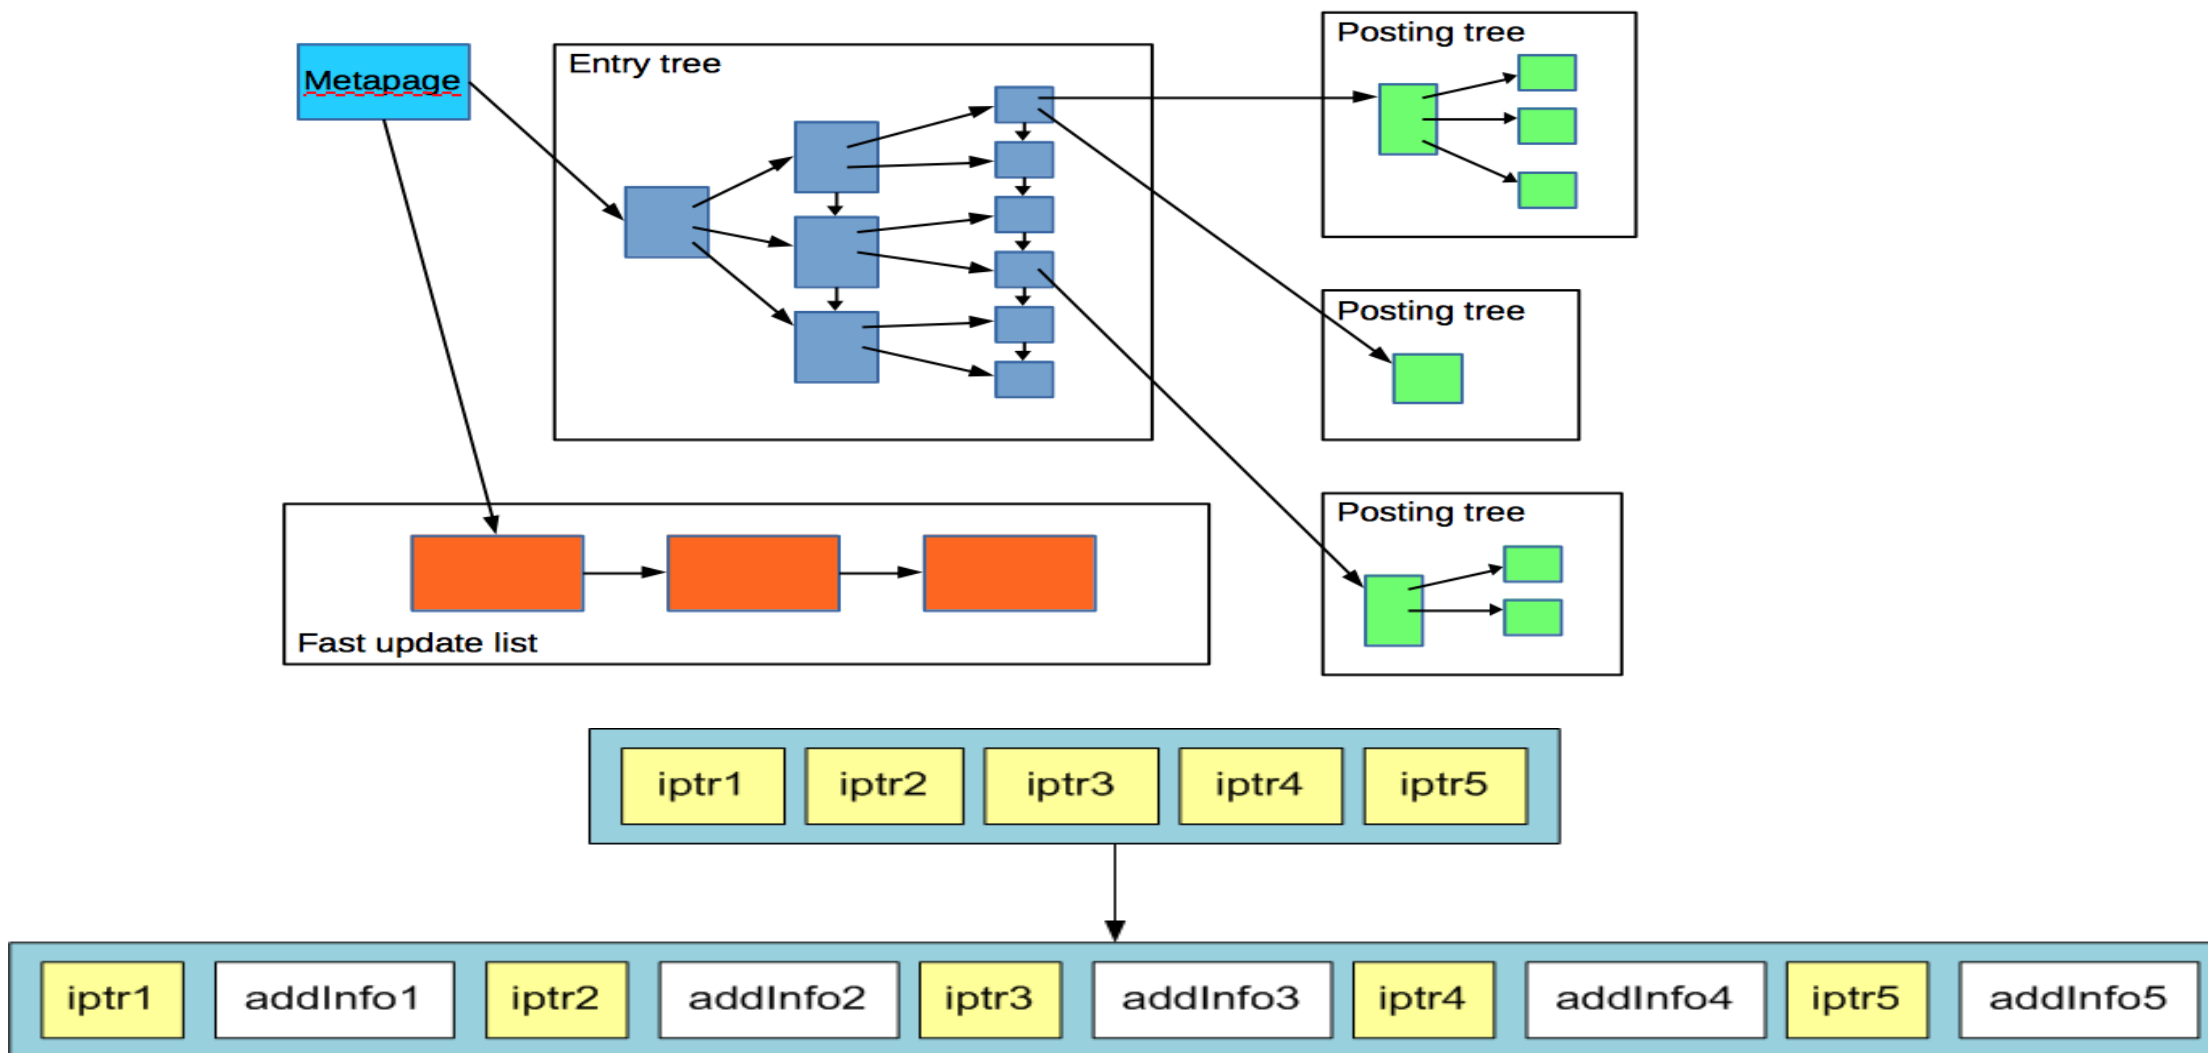 Metapage
Entry tree
Posting tree
Posting tree
Posting tree
Fast update list
iptr1 iptr2 iptr3 iptr4 iptr5
iptr1 addInfo1 iptr2 addInfo2 iptr3 addInfo3 iptr4 addInfo4 iptr5 addInfo5